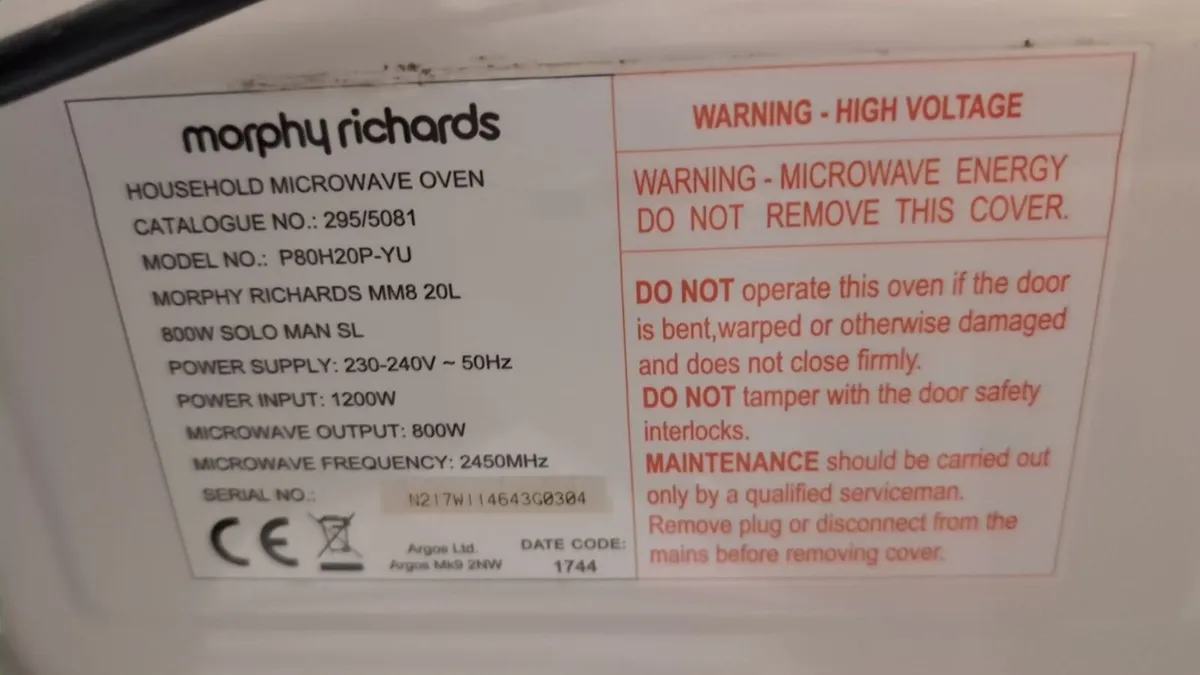 morphy richards
HOUSEHOLD MICROWAVE OVEN
CATALOGUE NO.: 295/5081
MODEL NO.: P80H20P-YU
MORPHY RICHARDS MM8 20L
800W SOLO MAN SL
POWER SUPPLY: 230-240V ~ 50Hz
POWER INPUT: 1200W
MICROWAVE OUTPUT: 800W
MICROWAVE FREQUENCY: 2450MHz
SERIAL NO.: N217W114643G0304
CE
Argos Ltd.
Argos Mk9 2NW
DATE CODE:
1744
WARNING - HIGH VOLTAGE
WARNING - MICROWAVE ENERGY
DO NOT REMOVE THIS COVER.
DO NOT operate this oven if the door
is bent,warped or otherwise damaged
and does not close firmly.
DO NOT tamper with the door safety
interlocks.
MAINTENANCE should be carried out
only by a qualified serviceman.
Remove plug or disconnect from the
mains before removing cover.